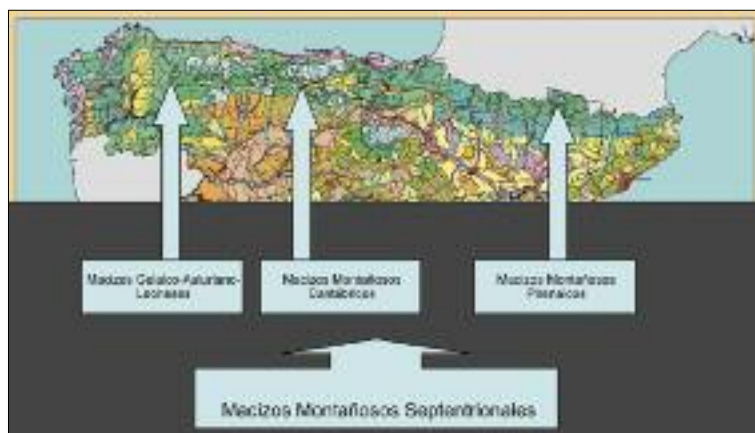 Macizos Galaico-Asturiano-
Leoneses
Macizos Montañosos
Cantábricos
Macizos Montañosos
Pirenaicos
Macizos Montañosos Septentrionales